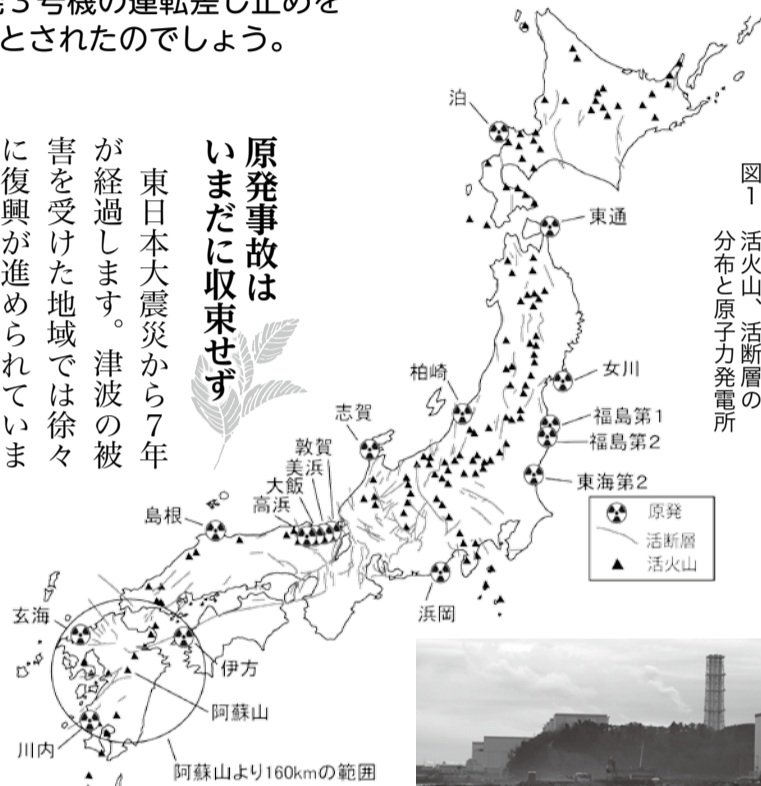 発3号機の運転差し止めを
とされたのでしょう。
原発事故は
いまだに収束せず
東日本大震災から7年
が経過します。津波の被
害を受けた地域では徐々
に復興が進められていま
図1 活火山、活断層の
分布と原子力発電所
泊
東通
女川
柏崎
福島第1
福島第2
志賀
東海第2
敦賀
美浜
大飯
高浜
島根
原発
活断層
活火山
浜岡
玄海
伊方
阿蘇山
川内
阿蘇山より160kmの範囲